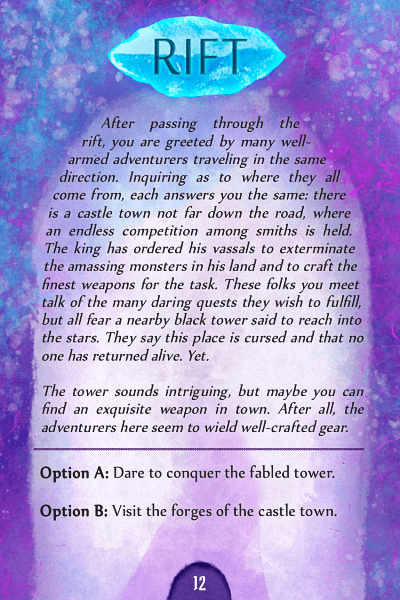 RIFT
After passing through the
rift, you are greeted by many well-
armed adventurers traveling in the same
direction. Inquiring as to where they all
come from, each answers you the same: there
is a castle town not far down the road, where
an endless competition among smiths is held.
The king has ordered his vassals to exterminate
the amassing monsters in his land and to craft the
finest weapons for the task. These folks you meet
talk of the many daring quests they wish to fulfill,
but all fear a nearby black tower said to reach into
the stars. They say this place is cursed and that no
one has returned alive. Yet.
The tower sounds intriguing, but maybe you can
find an exquisite weapon in town. After all, the
adventurers here seem to wield well-crafted gear.
Option A: Dare to conquer the fabled tower.
Option B: Visit the forges of the castle town.
12